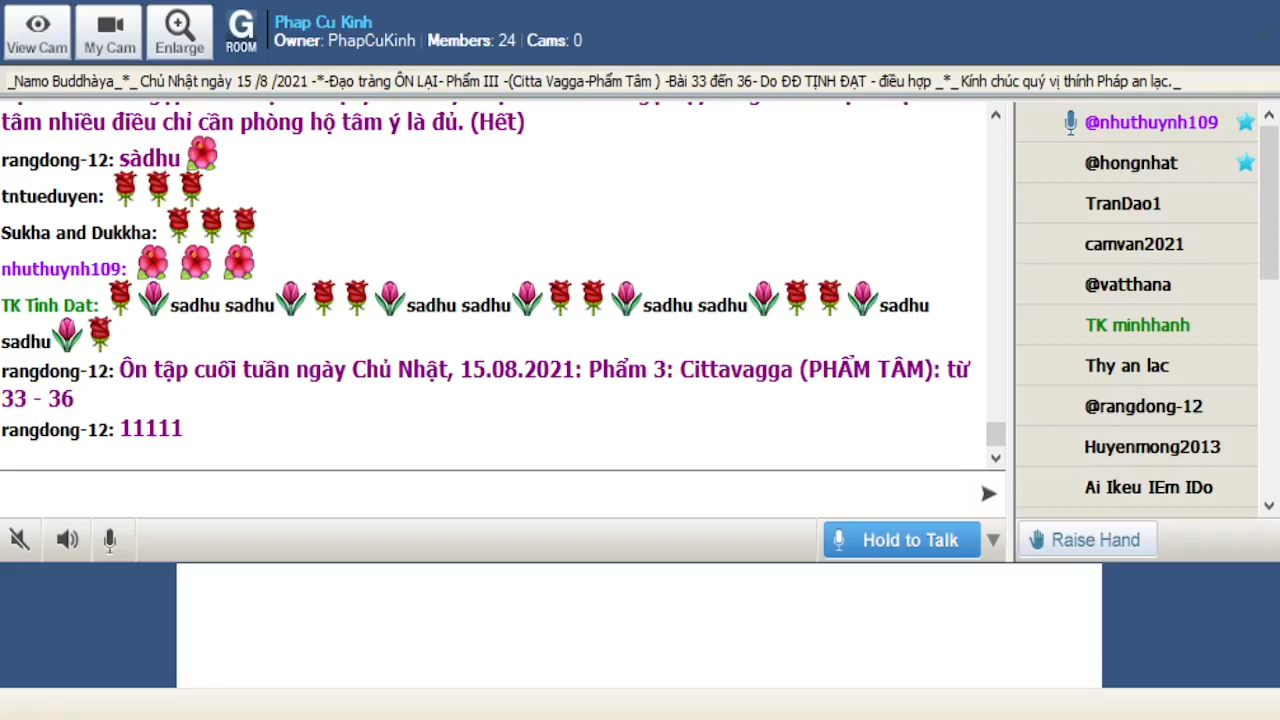 View Cam
My Cam
Enlarge
G
ROOM
Phap Cu Kinh
Owner: PhapCuKinh | Members: 24 | Cams: 0
_Namo Buddhàya_*_ Chủ Nhật ngày 15 /8 /2021 -*-Đạo tràng ÔN LẠI- Phẩm III -(Citta Vagga-Phẩm Tâm ) -Bài 33 đến 36- Do ĐĐ TỊNH ĐẠT - điều hợp _*_ Kính chúc quý vị thính Pháp an lạc._
tâm nhiều điều chỉ cần phòng hộ tâm ý là đủ. (Hết)
rangdong-12: sàdhu
tntueduyen:
Sukha and Dukkha:
nhuthuynh109:
TK Tinh Dat: sadhu sadhu sadhu sadhu sadhu sadhu sadhu
sadhu
rangdong-12: Ôn tập cuối tuần ngày Chủ Nhật, 15.08.2021: Phẩm 3: Cittavagga (PHẨM TÂM): từ
33 - 36
rangdong-12: 11111
@nhuthuynh109
@hongnhat
TranDao1
camvan2021
@vatthana
TK minhhanh
Thy an lac
@rangdong-12
Huyenmong2013
Ai Ikeu IEm IDo
Hold to Talk
Raise Hand